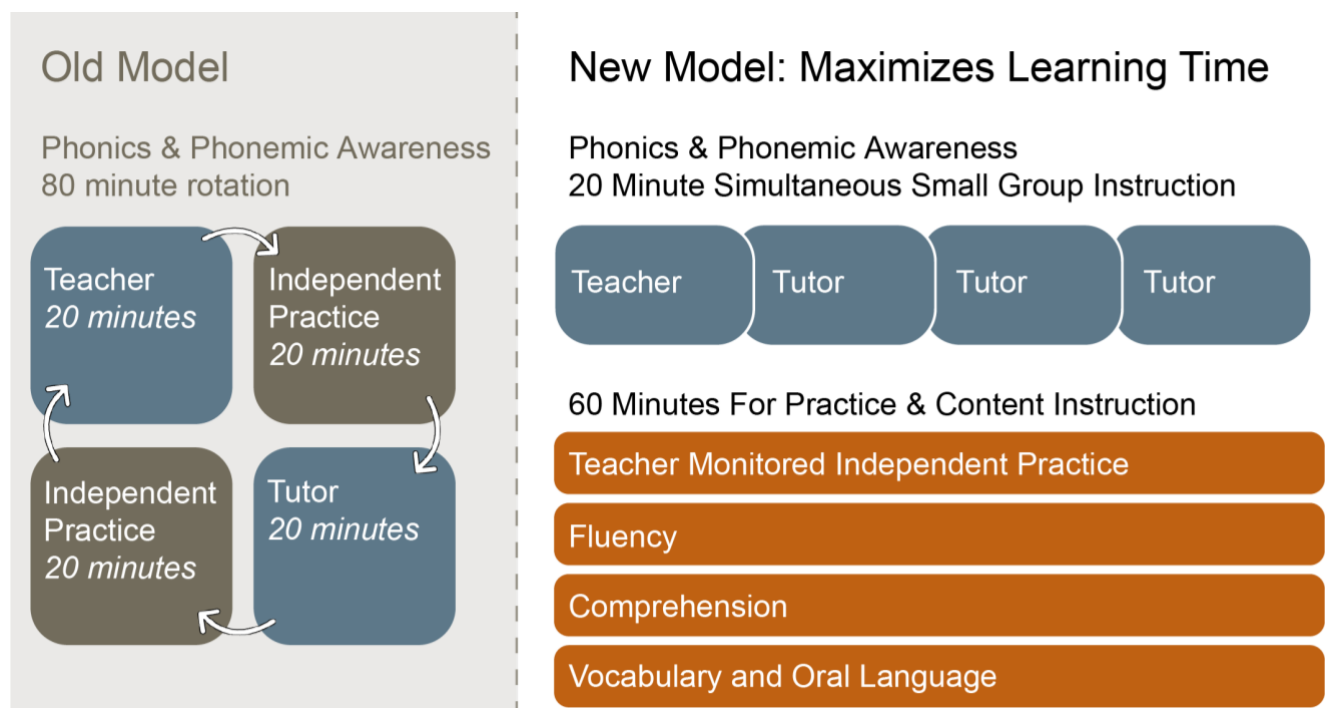 Old Model
Phonics & Phonemic Awareness
80 minute rotation
Teacher
20 minutes
Independent
Practice
20 minutes
Independent
Practice
20 minutes
Tutor
20 minutes
New Model: Maximizes Learning Time
Phonics & Phonemic Awareness
20 Minute Simultaneous Small Group Instruction
Teacher
Tutor
Tutor
Tutor
60 Minutes For Practice & Content Instruction
Teacher Monitored Independent Practice
Fluency
Comprehension
Vocabulary and Oral Language